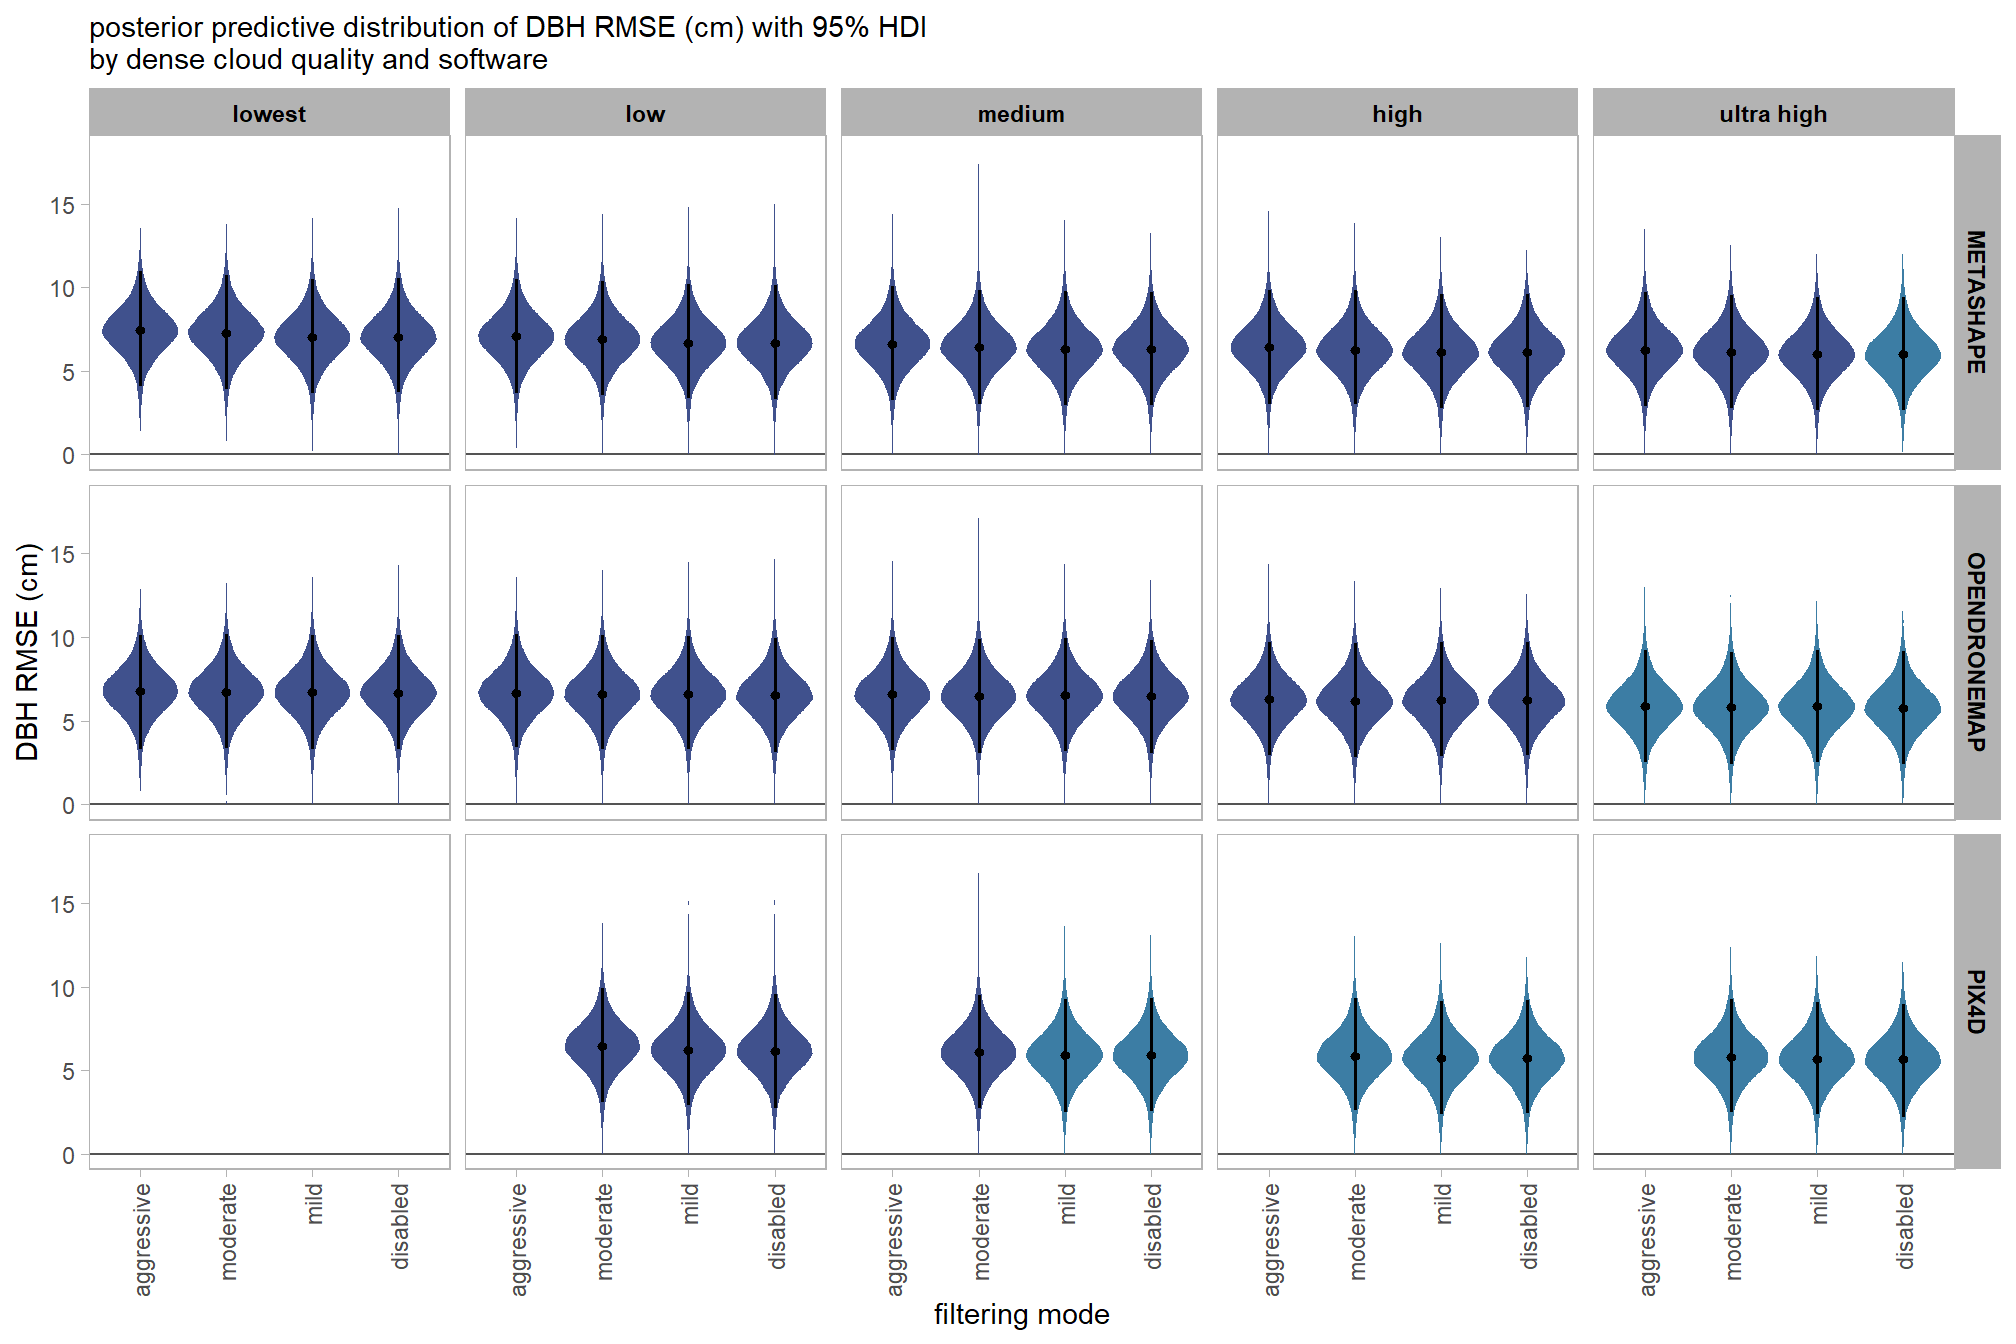 posterior predictive distribution of DBH RMSE (cm) with 95% HDI
by dense cloud quality and software
lowest
low
medium
high
ultra high
15
10
5
0
METASHAPE
DBH RMSE (cm)
15
10
5
0
OPENDRONEMAP
15
10
5
0
PIX4D
aggressive
moderate
mild
disabled
aggressive
moderate
mild
disabled
aggressive
moderate
mild
disabled
aggressive
moderate
mild
disabled
aggressive
moderate
mild
disabled
filtering mode